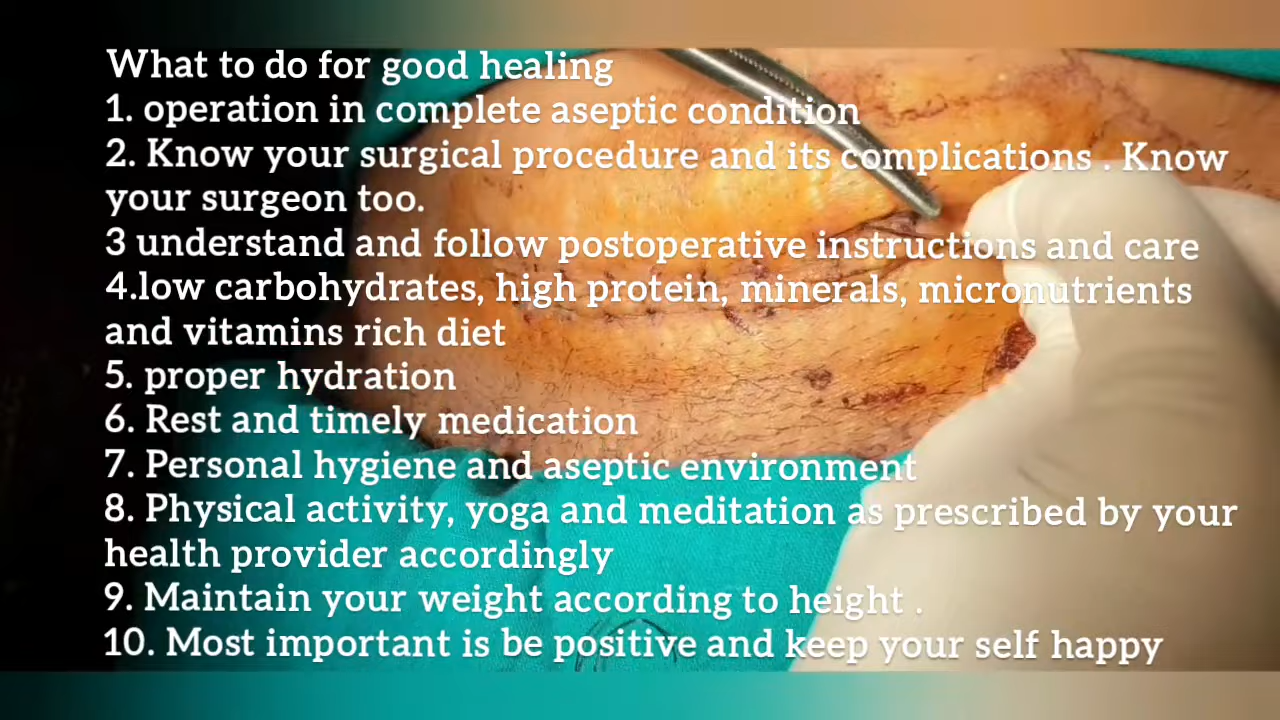 What to do for good healing
1. operation in complete aseptic condition
2. Know your surgical procedure and its complications . Know
your surgeon too.
3 understand and follow postoperative instructions and care
4.low carbohydrates, high protein, minerals, micronutrients
and vitamins rich diet
5. proper hydration
6. Rest and timely medication
7. Personal hygiene and aseptic environment
8. Physical activity, yoga and meditation as prescribed by your
health provider accordingly
9. Maintain your weight according to height .
10. Most important is be positive and keep your self happy